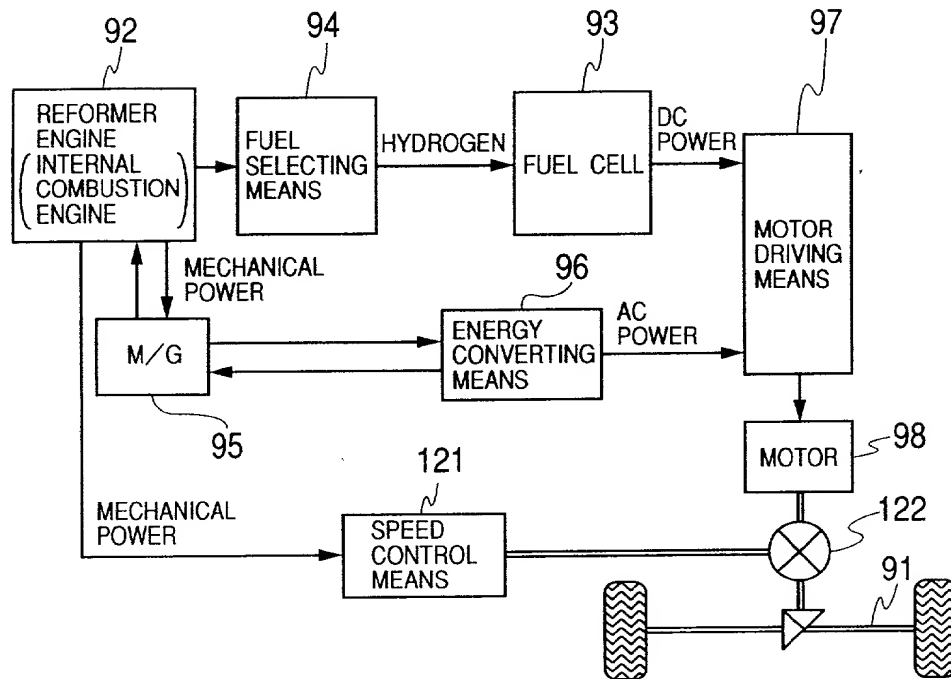 92
94
93
97
REFORMER
ENGINE
INTERNAL
COMBUSTION
ENGINE
FUEL
SELECTING
MEANS
HYDROGEN
FUEL CELL
DC
POWER
MOTOR
DRIVING
MEANS
MECHANICAL
POWER
96
M/G
ENERGY
CONVERTING
MEANS
AC
POWER
95
MOTOR
98
121
MECHANICAL
POWER
SPEED
CONTROL
MEANS
122
91